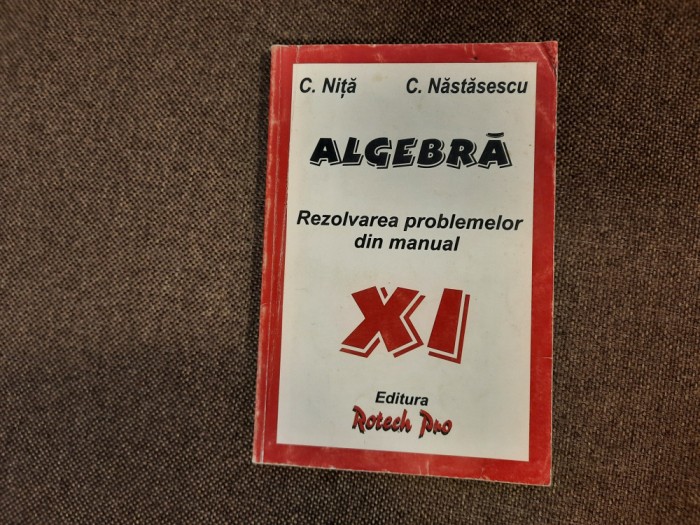 C. Niță C. Năstăsescu
ALGEBRĂ
Rezolvarea problemelor
din manual
XI
Editura
Rotech Pro